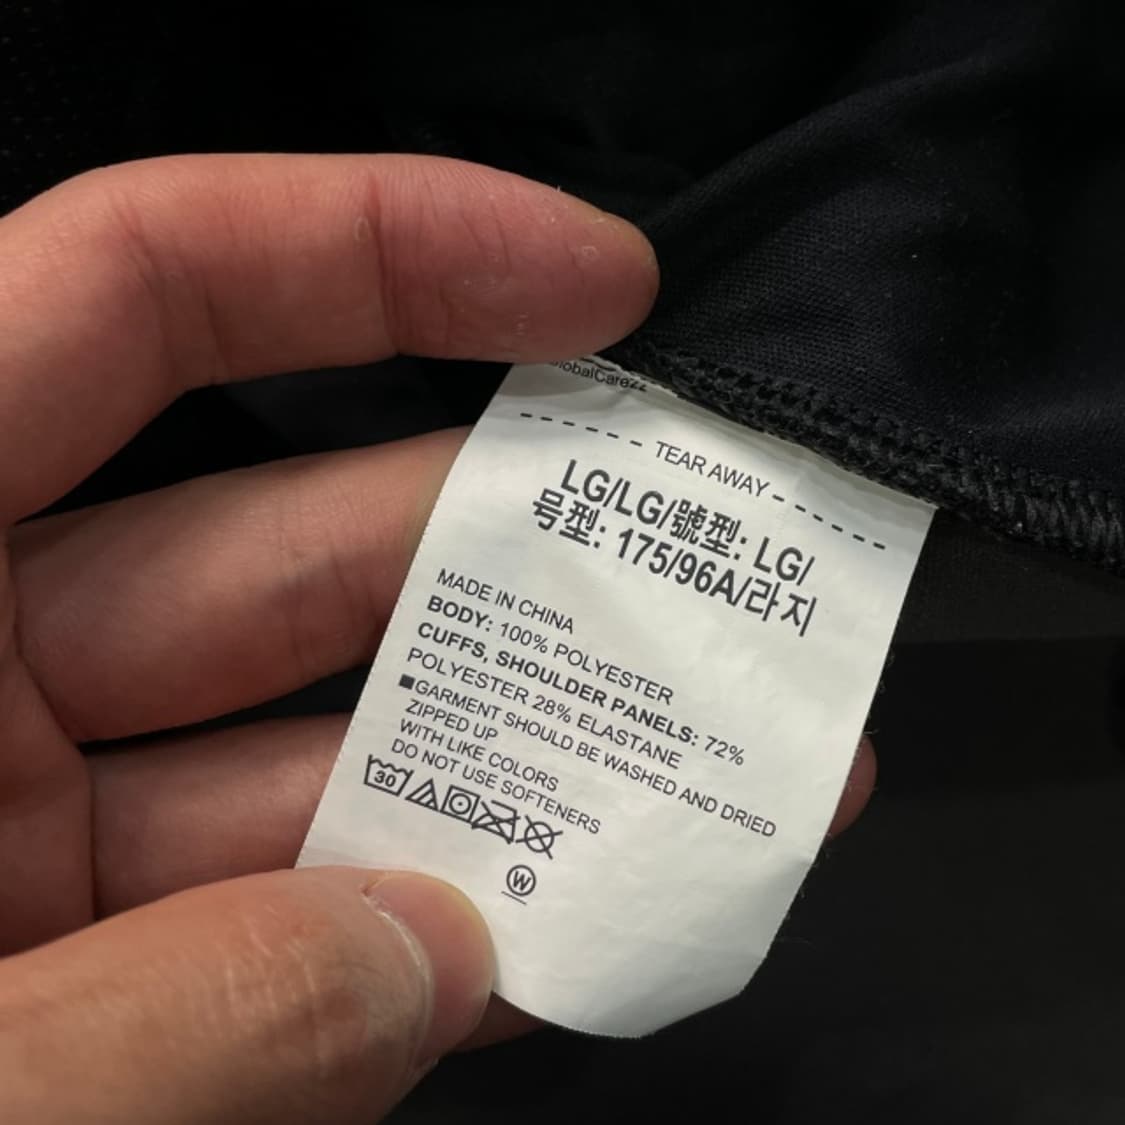 GlobalCare22
TEAR AWAY
LG/LG/號型: LG/
号型: 175/96A/라지
MADE IN CHINA
BODY: 100% POLYESTER
CUFFS, SHOULDER PANELS: 72%
POLYESTER 28% ELASTANE
■GARMENT SHOULD BE WASHED AND DRIED
ZIPPED UP
WITH LIKE COLORS
DO NOT USE SOFTENERS
30
W